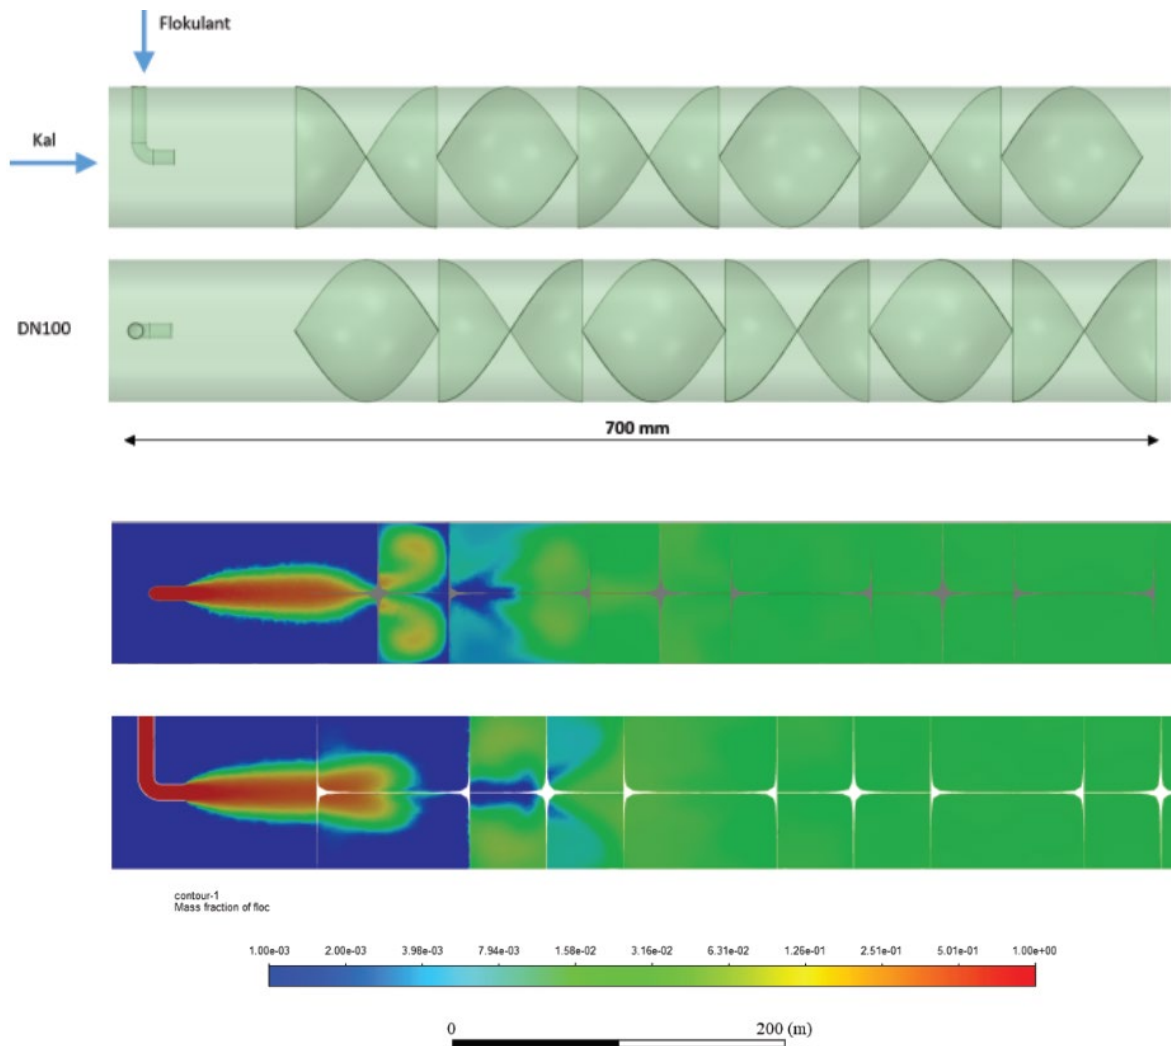 Flokulant
Kal
DN100
700 mm
contour-1
Mass fraction of floc
1.00e-03 2.00e-03 3.98e-03 7.94e-03 1.58e-02 3.16e-02 6.31e-02 1.26e-01 2.51e-01 5.01e-01 1.00e+00
0 200 (m)